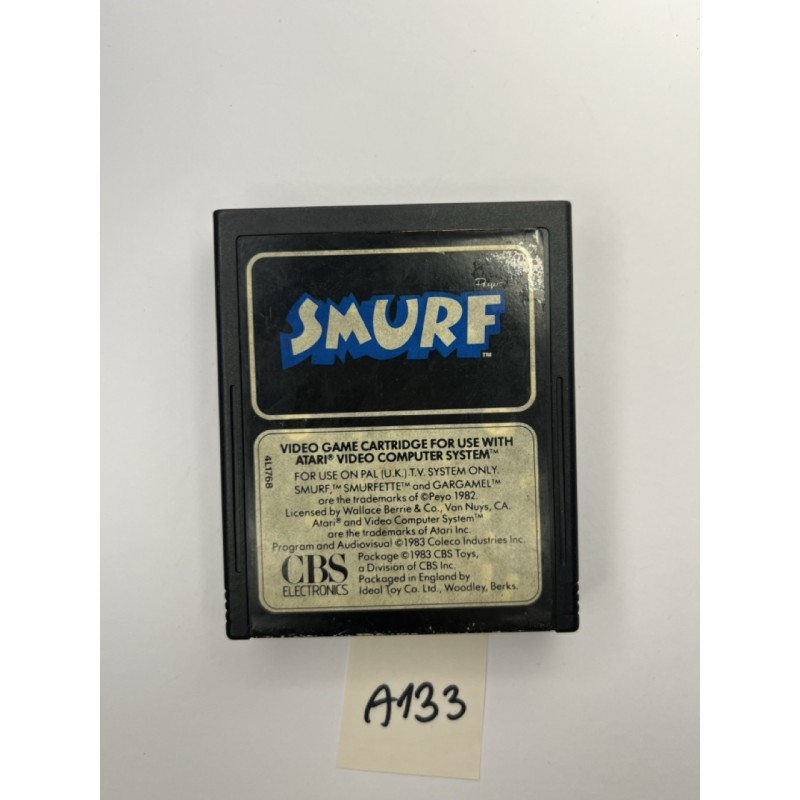 Peyo
SMURF™
4L1768
VIDEO GAME CARTRIDGE FOR USE WITH
ATARI® VIDEO COMPUTER SYSTEM™
FOR USE ON PAL (U.K.) T.V. SYSTEM ONLY.
SMURF,™ SMURFETTE™ and GARGAMEL™
are the trademarks of ©Peyo 1982.
Licensed by Wallace Berrie & Co., Van Nuys, CA.
Atari® and Video Computer System™
are the trademarks of Atari Inc.
Program and Audiovisual ©1983 Coleco Industries Inc.
CBS
ELECTRONICS
Package ©1983 CBS Toys,
a Division of CBS Inc.
Packaged in England by
Ideal Toy Co. Ltd., Woodley, Berks.
A133